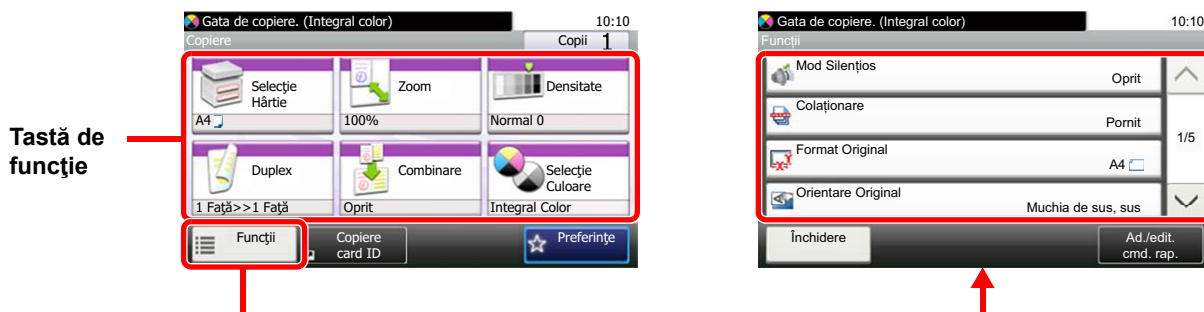 Tastă de
funcţie
Gata de copiere. (Integral color)
10:10
Copiere
Copii 1
Selecţie
Hârtie
A4
Zoom
100%
Densitate
Normal 0
Duplex
1 Faţă>>1 Faţă
Combinare
Oprit
Selecţie
Culoare
Integral Color
Funcţii
Copiere
card ID
Preferinţe
Gata de copiere. (Integral color)
10:10
Funcții
Mod Silențios
Oprit
Colaționare
Pornit
Format Original
A4
Orientare Original
Muchia de sus, sus
1/5
Închidere
Ad./edit.
cmd. rap.